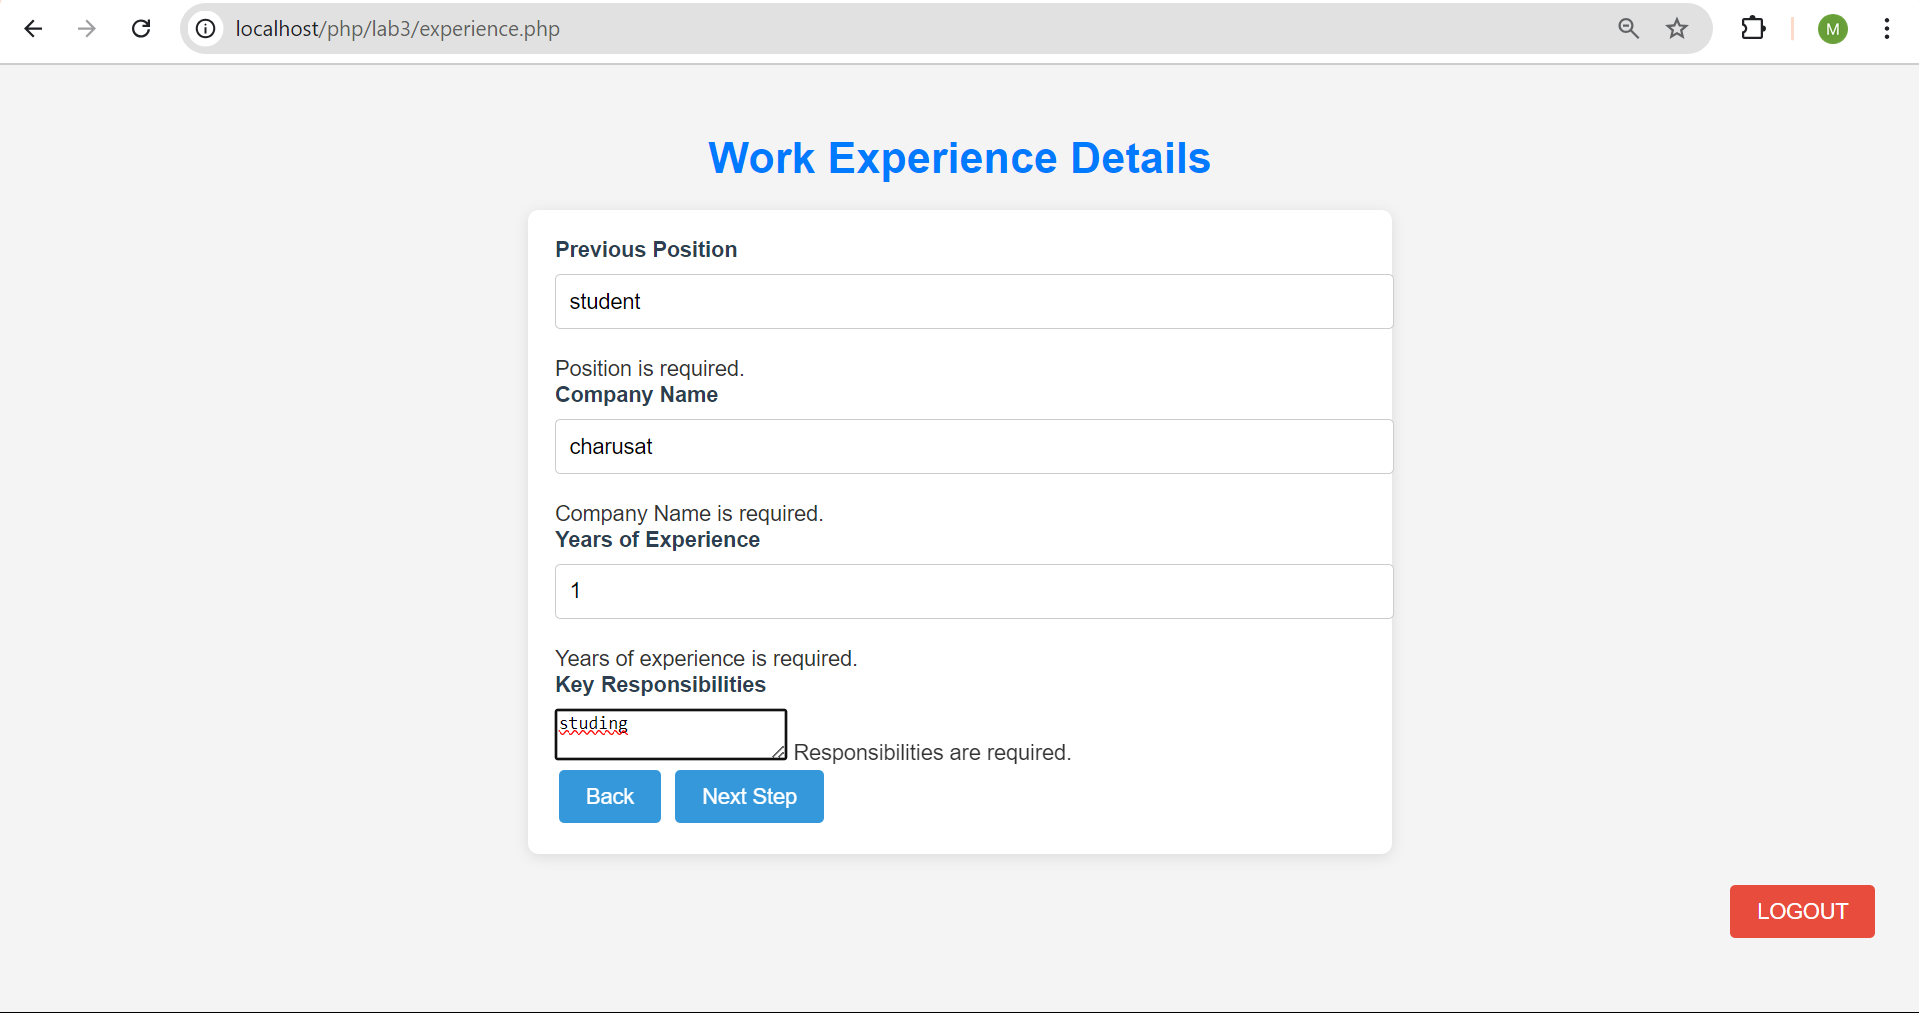 localhost/php/lab3/experience.php
M
Work Experience Details
Previous Position
student
Position is required.
Company Name
charusat
Company Name is required.
Years of Experience
1
Years of experience is required.
Key Responsibilities
studing
Responsibilities are required.
Back Next Step
LOGOUT